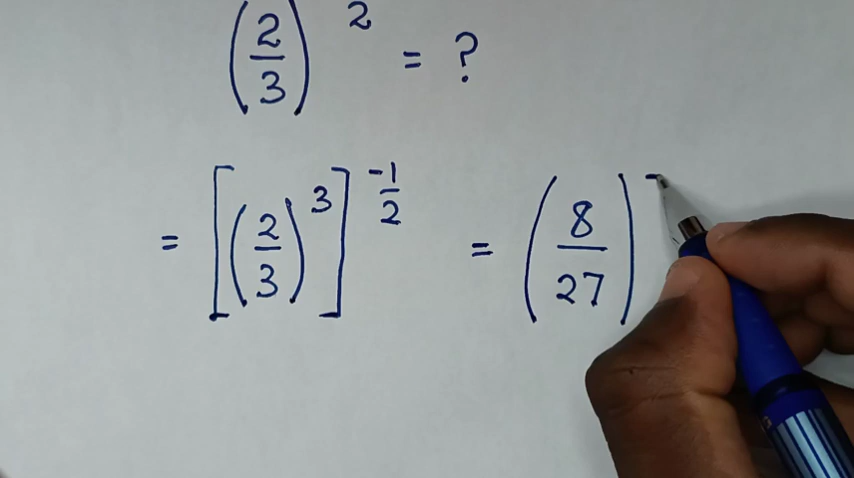 (2/3)^2 = ?
= [(2/3)^3]^(-1/2) = (8/27)^-